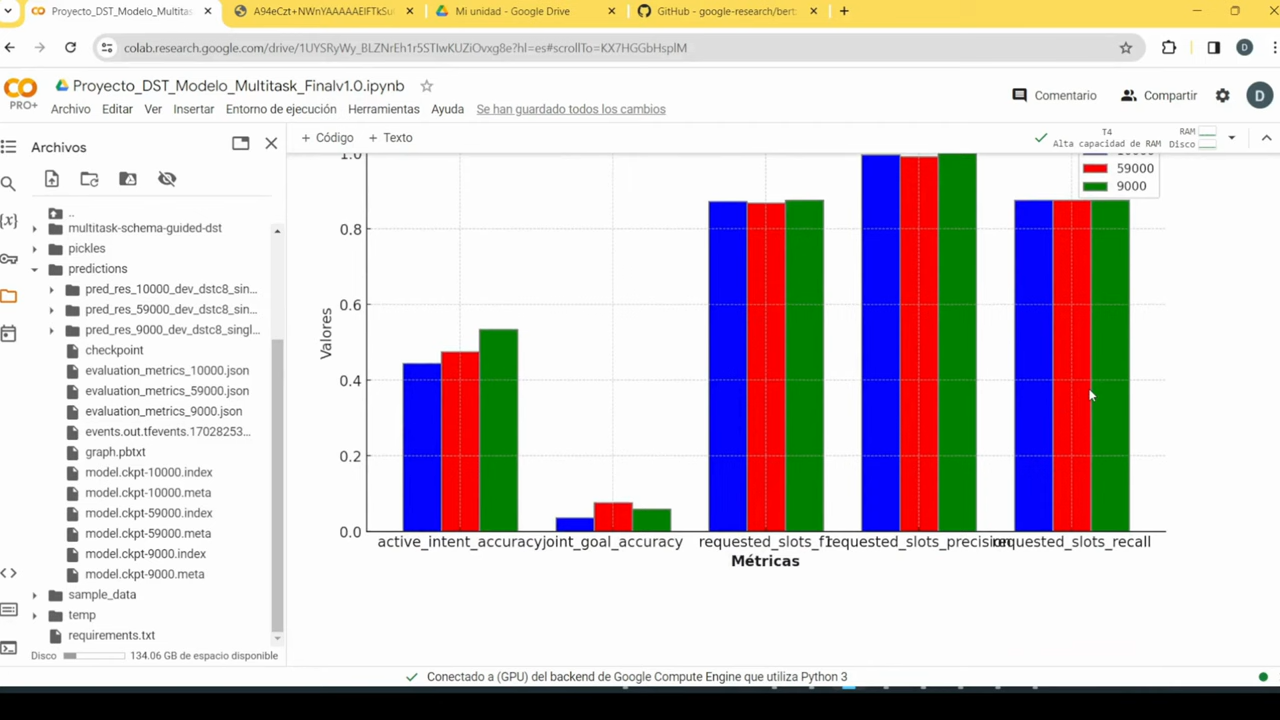 Proyecto_DST_Modelo_Multitas
A94eCzt+NWnYAAAAAElFTkSu
Mi unidad - Google Drive
GitHub - google-research/bert:
colab.research.google.com/drive/1UYSRyWy_BLZNrEh1r5STIwKUZiOvxg8e?hl=es#scrollTo=KX7HGGbHsplM
D
PRO+
Proyecto_DST_Modelo_Multitask_Finalv1.0.ipynb
Archivo Editar Ver Insertar Entorno de ejecución Herramientas Ayuda Se han guardado todos los cambios
Comentario Compartir D
Archivos
+ Código + Texto
T4
Alta capacidad de RAM
RAM
Disco
..
multitask-schema-guided-dst
pickles
predictions
pred_res_10000_dev_dstc8_sin...
pred_res_59000_dev_dstc8_sin...
pred_res_9000_dev_dstc8_singl...
checkpoint
evaluation_metrics_10000.json
evaluation_metrics_59000.json
evaluation_metrics_9000.json
events.out.tfevents.17028253...
graph.pbtxt
model.ckpt-10000.index
model.ckpt-10000.meta
model.ckpt-59000.index
model.ckpt-59000.meta
model.ckpt-9000.index
model.ckpt-9000.meta
sample_data
temp
requirements.txt
Disco 134.06 GB de espacio disponible
1.0
0.8
0.6
0.4
0.2
0.0
Valores
59000
9000
active_intent_accuracy joint_goal_accuracy requested_slots_f1 requested_slots_precision requested_slots_recall
Métricas
Conectado a (GPU) del backend de Google Compute Engine que utiliza Python 3